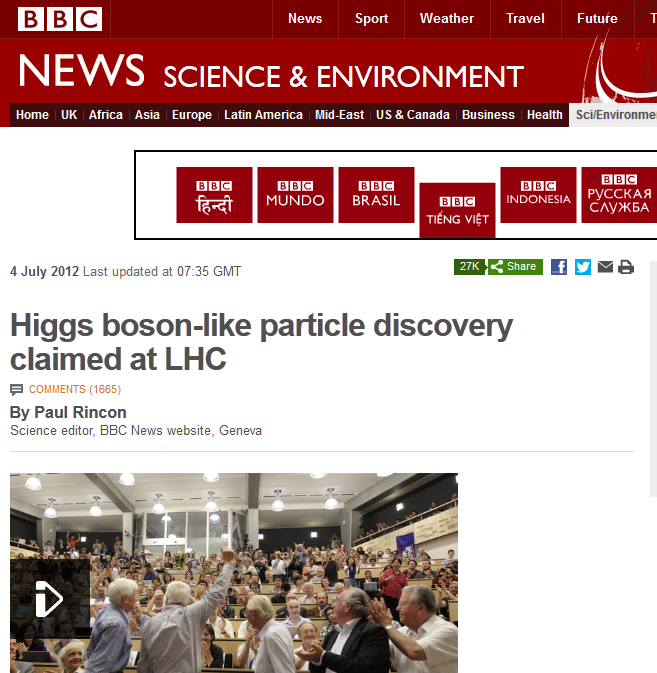 BBC
News Sport Weather Travel Future
NEWS SCIENCE & ENVIRONMENT
Home UK Africa Asia Europe Latin America Mid-East US & Canada Business Health Sci/Environme
BBC हिन्दी
BBC MUNDO
BBC BRASIL
BBC TIẾNG VIỆT
BBC INDONESIA
BBC РУССКАЯ СЛУЖБА
4 July 2012 Last updated at 07:35 GMT
27K Share
Higgs boson-like particle discovery
claimed at LHC
COMMENTS (1665)
By Paul Rincon
Science editor, BBC News website, Geneva